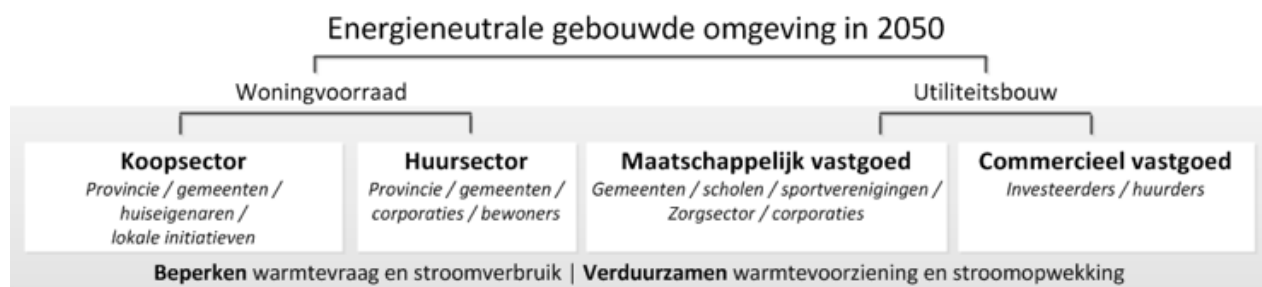 Energieneutrale gebouwde omgeving in 2050
Woningvoorraad
Utiliteitsbouw
Koopsector
Provincie / gemeenten /
huiseigenaren /
lokale initiatieven
Huursector
Provincie / gemeenten /
corporaties / bewoners
Maatschappelijk vastgoed
Gemeenten / scholen / sportverenigingen /
Zorgsector / corporaties
Commercieel vastgoed
Investeerders / huurders
Beperken warmtevraag en stroomverbruik | Verduurzamen warmtevoorziening en stroomopwekking